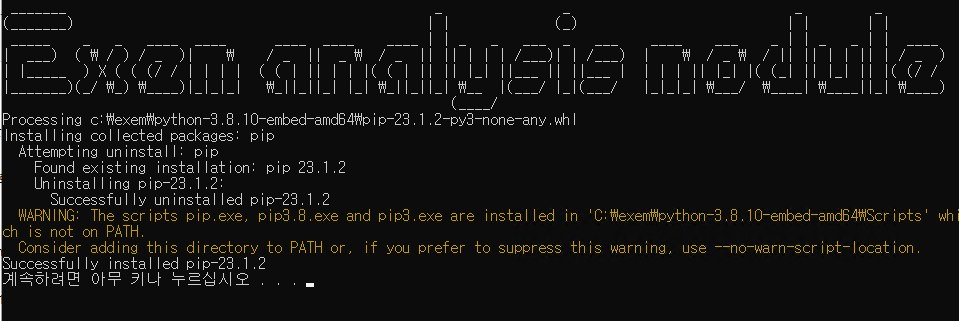 Exem analysis module
Processing c:₩exem₩python-3.8.10-embed-amd64₩pip-23.1.2-py3-none-any.whl
Installing collected packages: pip
  Attempting uninstall: pip
    Found existing installation: pip 23.1.2
    Uninstalling pip-23.1.2:
      Successfully uninstalled pip-23.1.2
  WARNING: The scripts pip.exe, pip3.8.exe and pip3.exe are installed in 'C:₩exem₩python-3.8.10-embed-amd64₩Scripts' whi
ch is not on PATH.
  Consider adding this directory to PATH or, if you prefer to suppress this warning, use --no-warn-script-location.
Successfully installed pip-23.1.2
계속하려면 아무 키나 누르십시오 . . .